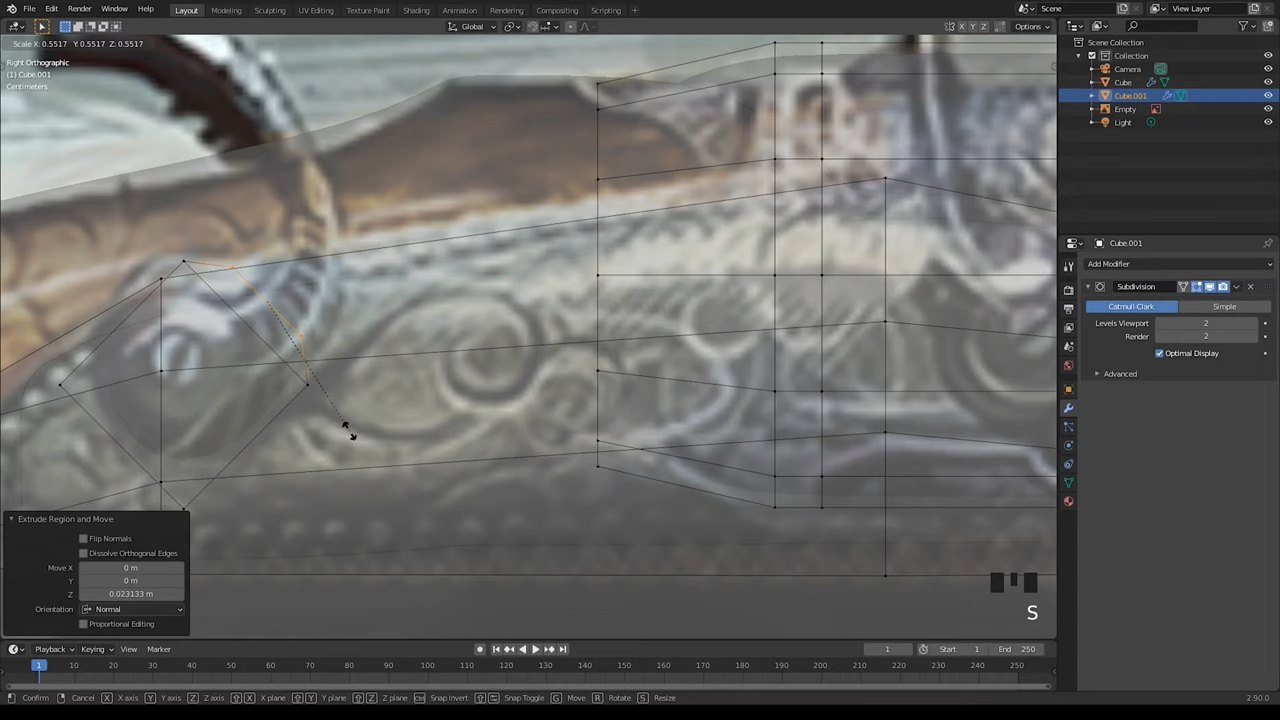 File Edit Render Window Help Layout Modeling Sculpting UV Editing Texture Paint Shading Animation Rendering Compositing Scripting + Scene View Layer
Global X Y Z Options
Scale X: 0.5517 Y: 0.5517 Z: 0.5517
Right Orthographic
(1) Cube.001
Centimeters
Scene Collection
Collection
Camera
Cube
Cube.001
Empty
Light
Cube.001
Add Modifier
Subdivision
Catmull-Clark Simple
Levels Viewport 2
Render 2
Optimal Display
Advanced
Extrude Region and Move
Flip Normals
Dissolve Orthogonal Edges
Move X 0 m
Y 0 m
Z 0.023133 m
Orientation Normal
Proportional Editing
S
Playback Keying View Marker 1 Start 1 End 250
1 10 20 30 40 50 60 70 80 90 100 110 120 130 140 150 160 170 180 190 200 210 220 230 240 250
Confirm Cancel X X axis Y Y axis Z Z axis X X plane Y Y plane Z Z plane Snap Invert Snap Toggle G Move R Rotate S Resize 2.90.0